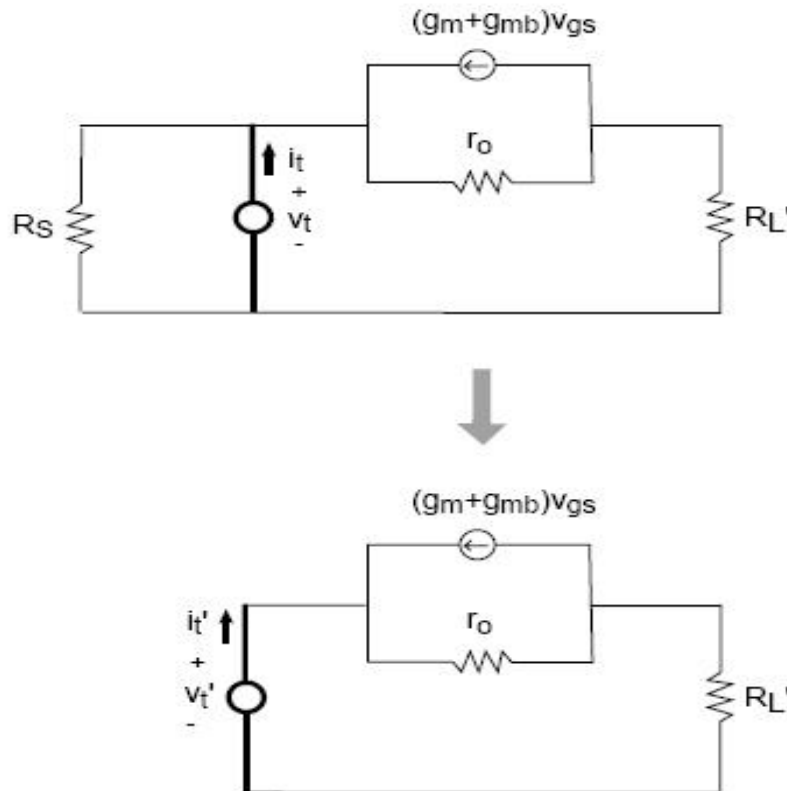 (gm+gmb)vgs
ro
it
+
vt
-
RS
RL'
(gm+gmb)vgs
ro
it'
+
vt'
-
RL'